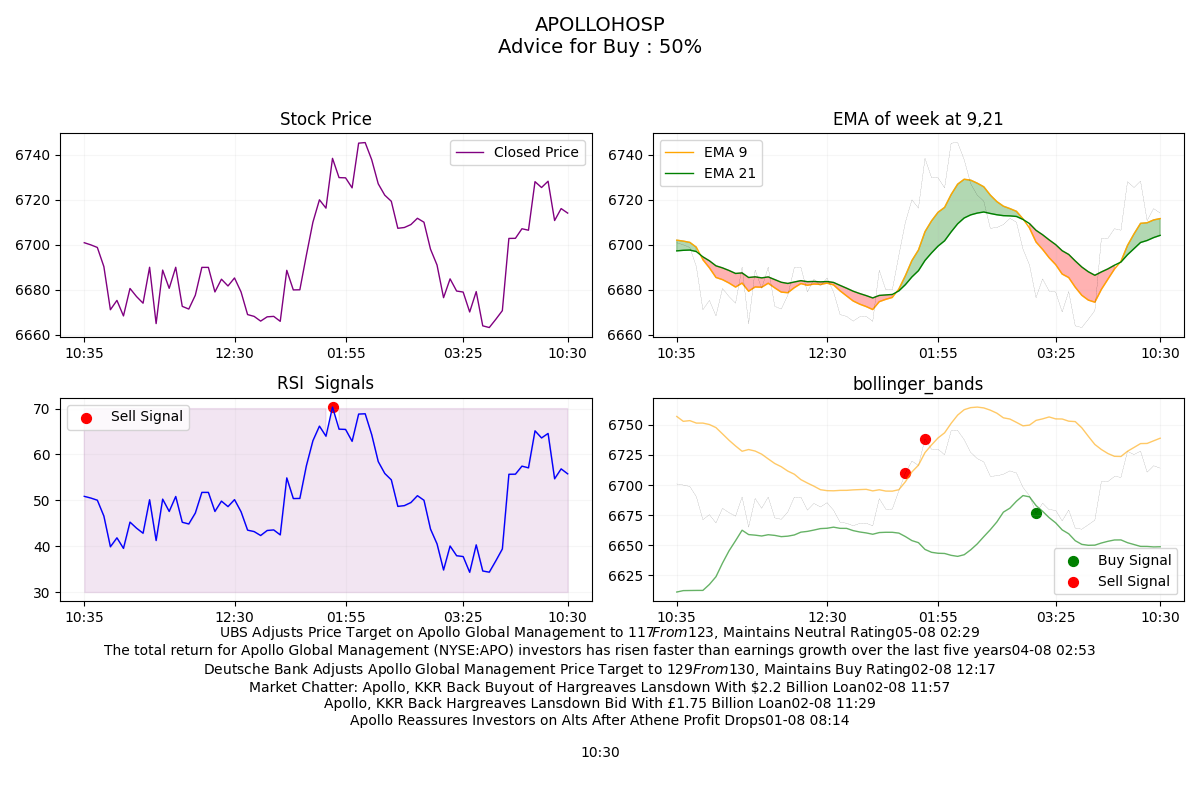 APOLLOHOSP
Advice for Buy : 50%
Stock Price
Closed Price
6740
6720
6700
6680
6660
10:35 12:30 01:55 03:25 10:30
EMA of week at 9,21
EMA 9
EMA 21
6740
6720
6700
6680
6660
10:35 12:30 01:55 03:25 10:30
RSI  Signals
Sell Signal
70
60
50
40
30
10:35 12:30 01:55 03:25 10:30
bollinger_bands
6750
6725
6700
6675
6650
6625
Buy Signal
Sell Signal
10:35 12:30 01:55 03:25 10:30
UBS Adjusts Price Target on Apollo Global Management to 117From123, Maintains Neutral Rating05-08 02:29
The total return for Apollo Global Management (NYSE:APO) investors has risen faster than earnings growth over the last five years04-08 02:53
Deutsche Bank Adjusts Apollo Global Management Price Target to 129From130, Maintains Buy Rating02-08 12:17
Market Chatter: Apollo, KKR Back Buyout of Hargreaves Lansdown With $2.2 Billion Loan02-08 11:57
Apollo, KKR Back Hargreaves Lansdown Bid With £1.75 Billion Loan02-08 11:29
Apollo Reassures Investors on Alts After Athene Profit Drops01-08 08:14
10:30